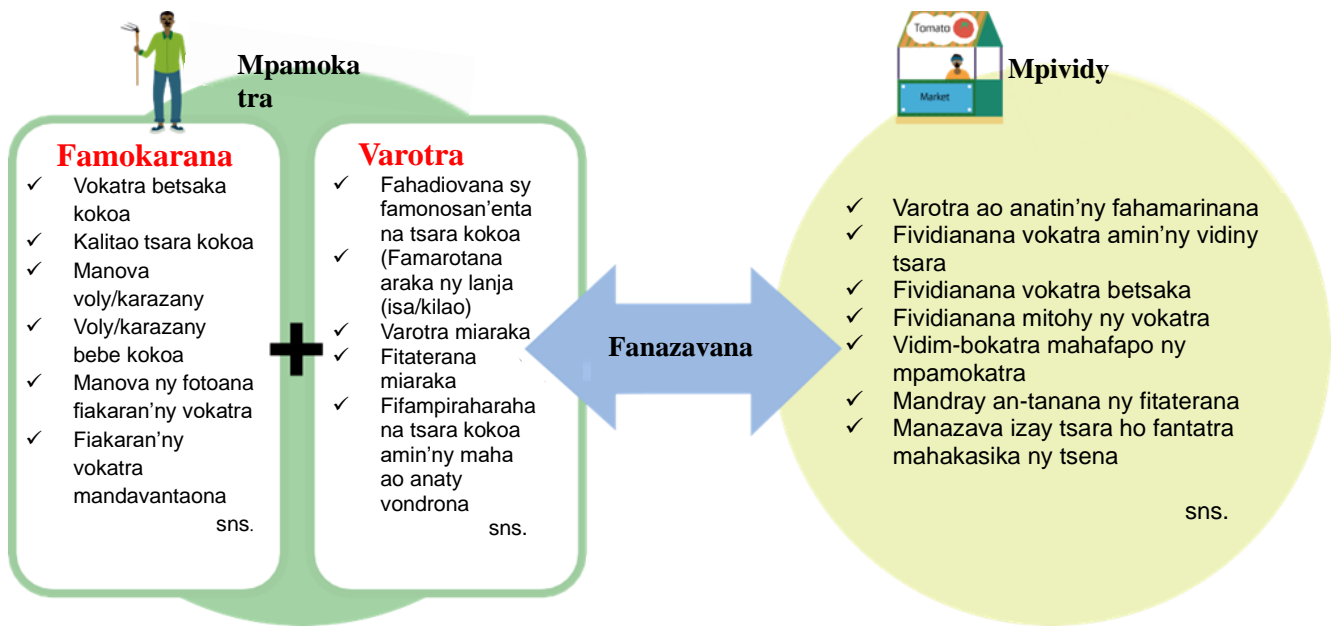 Mpamoka
tra
Famokarana
✓ Vokatra betsaka
kokoa
✓ Kalitao tsara kokoa
✓ Manova
voly/karazany
✓ Voly/karazany
bebe kokoa
✓ Manova ny fotoana
fiakaran’ny vokatra
✓ Fiakaran’ny
vokatra
mandavantaona
sns.
Varotra
✓ Fahadiovana sy
famonosan’enta
na tsara kokoa
✓ (Famarotana
araka ny lanja
(isa/kilao)
✓ Varotra miaraka
✓ Fitaterana
miaraka
✓ Fifampiraharaha
na tsara kokoa
amin’ny maha
ao anaty
vondrona
sns.
Fanazavana
Tomato
Market
Mpividy
✓ Varotra ao anatin’ny fahamarinana
✓ Fividianana vokatra amin’ny vidiny
tsara
✓ Fividianana vokatra betsaka
✓ Fividianana mitohy ny vokatra
✓ Vidim-bokatra mahafapo ny
mpamokatra
✓ Mandray an-tanana ny fitaterana
✓ Manazava izay tsara ho fantatra
mahakasika ny tsena
sns.